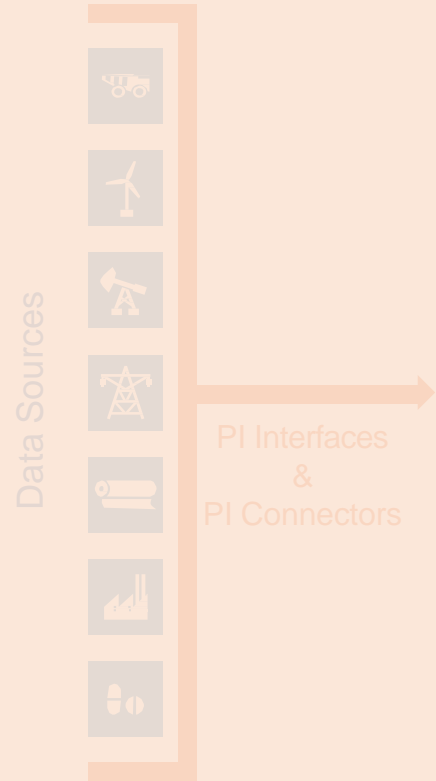 Data Sources
PI Interfaces
&
PI Connectors